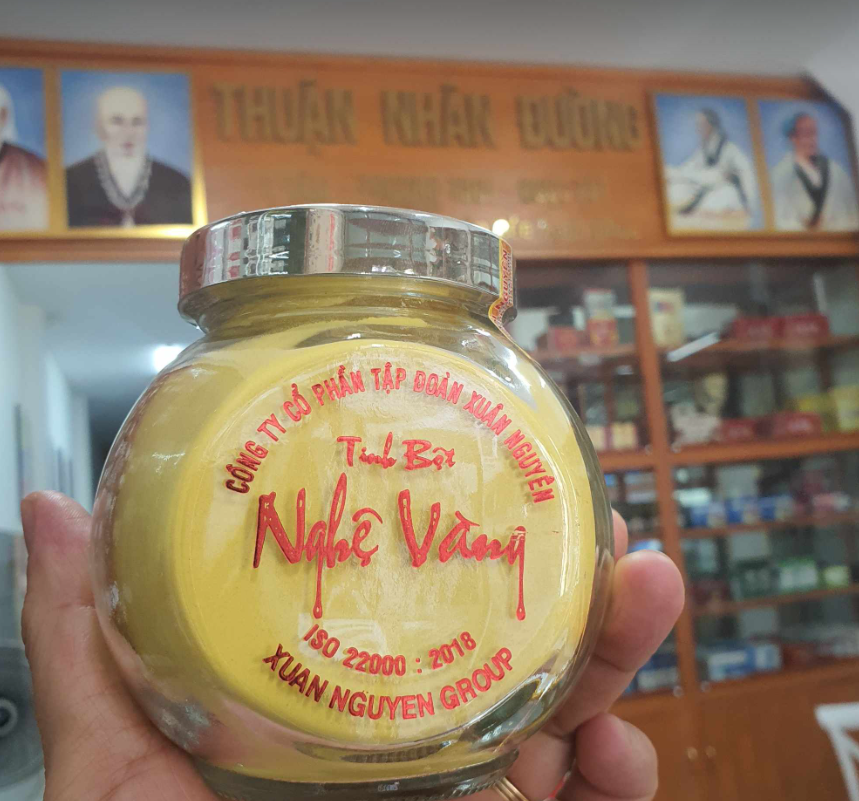 THUẬN NHÂN ĐƯỜNG
CÔNG TY CỔ PHẦN TẬP ĐOÀN XUÂN NGUYÊN
Tinh Bột
Nghệ Vàng
ISO 22000 : 2018
XUAN NGUYEN GROUP